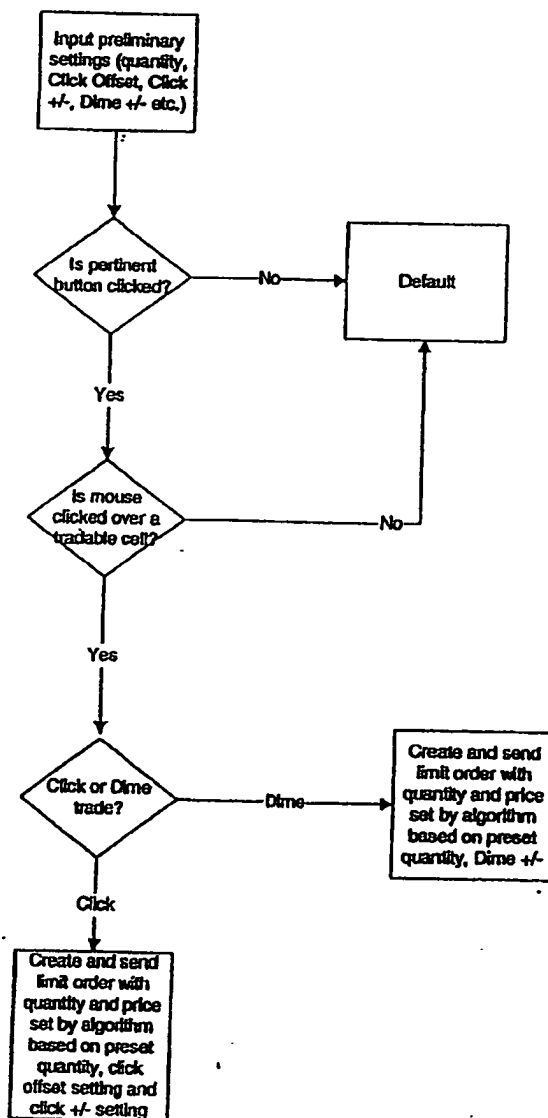 Input preliminary
settings (quantity,
Click Offset, Click
+/-, Dime +/- etc.)
Is pertinent
button clicked?
No
Default
Yes
Is mouse
clicked over a
tradable cell?
No
Yes
Click or Dime
trade?
Dime
Create and send
limit order with
quantity and price
set by algorithm
based on preset
quantity, Dime +/-
Click
Create and send
limit order with
quantity and price
set by algorithm
based on preset
quantity, click
offset setting and
click +/- setting